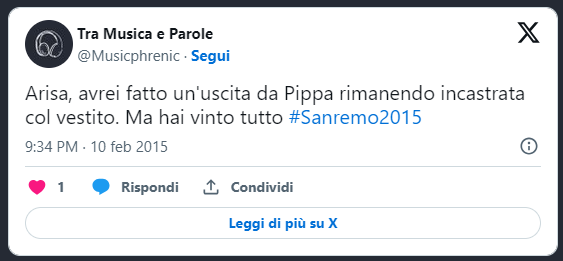 Tra Musica e Parole
@Musicphrenic · Segui
Arisa, avrei fatto un'uscita da Pippa rimanendo incastrata
col vestito. Ma hai vinto tutto #Sanremo2015
9:34 PM · 10 feb 2015
1 Rispondi Condividi
Leggi di più su X